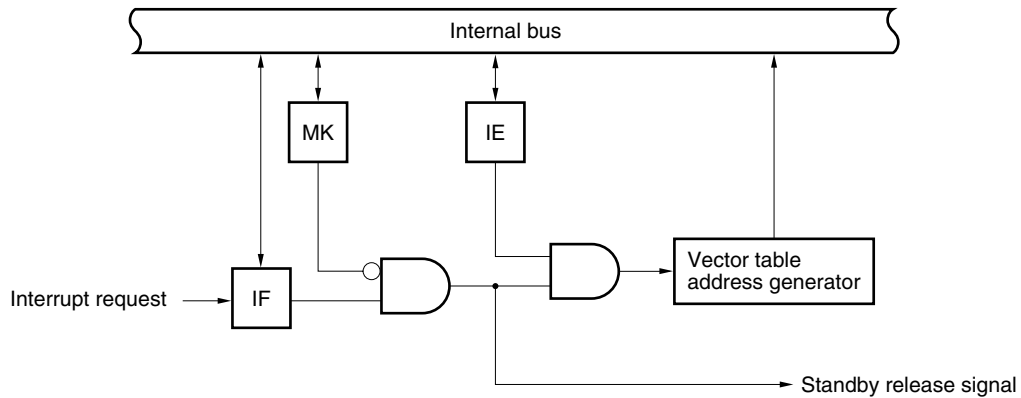 Internal bus
MK
IE
Vector table
address generator
Interrupt request
IF
Standby release signal